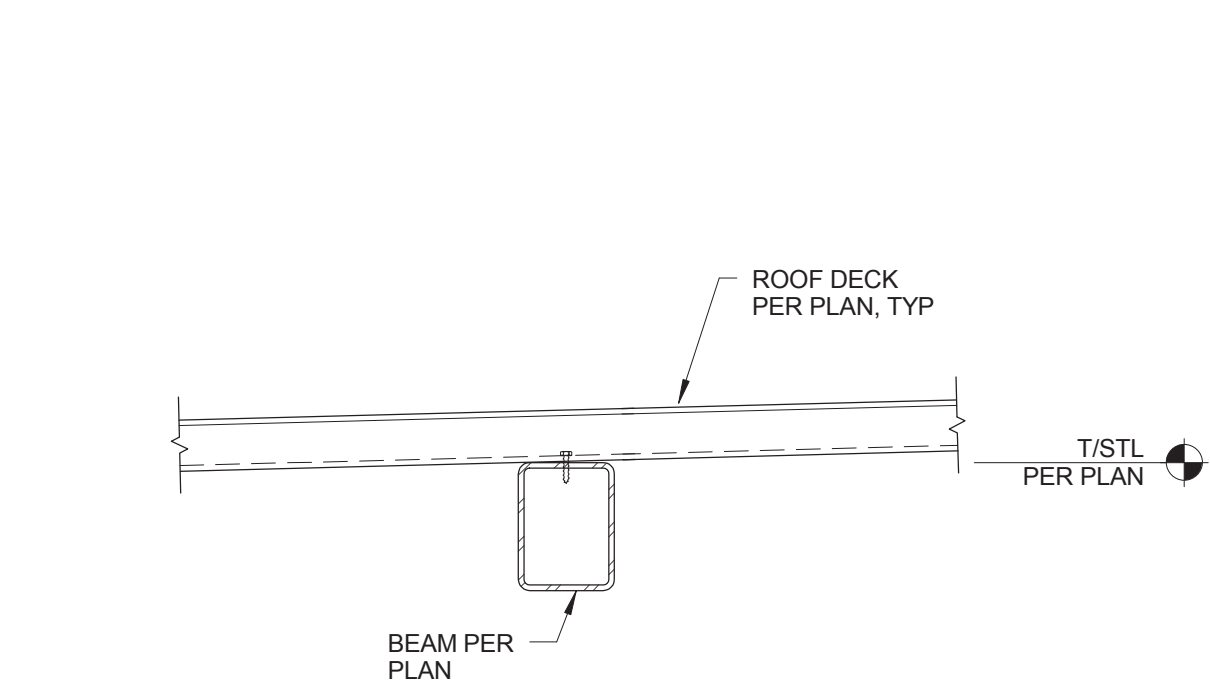 ROOF DECK
PER PLAN, TYP
T/STL
PER PLAN
BEAM PER
PLAN